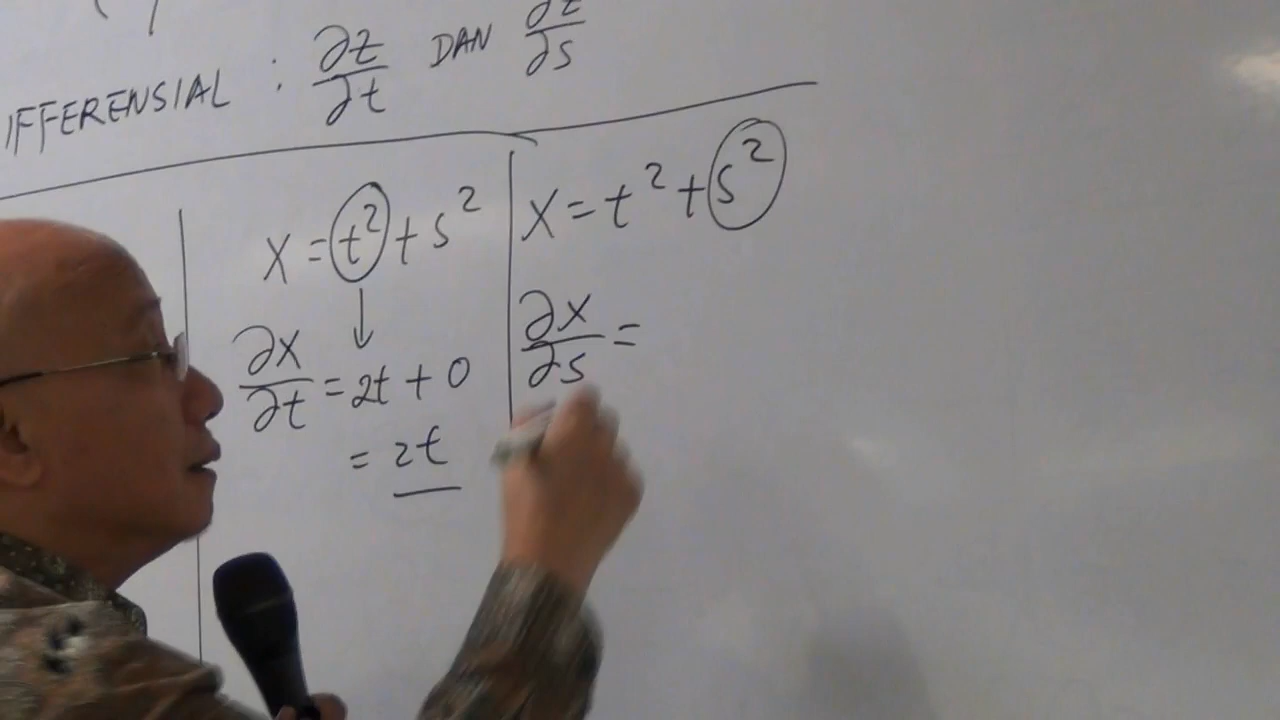 IFFERENSIAL : ∂z/∂t DAN ∂z/∂s
x = t² + s²
∂x/∂t = 2t + 0
= 2t
x = t² + s²
∂x/∂s =